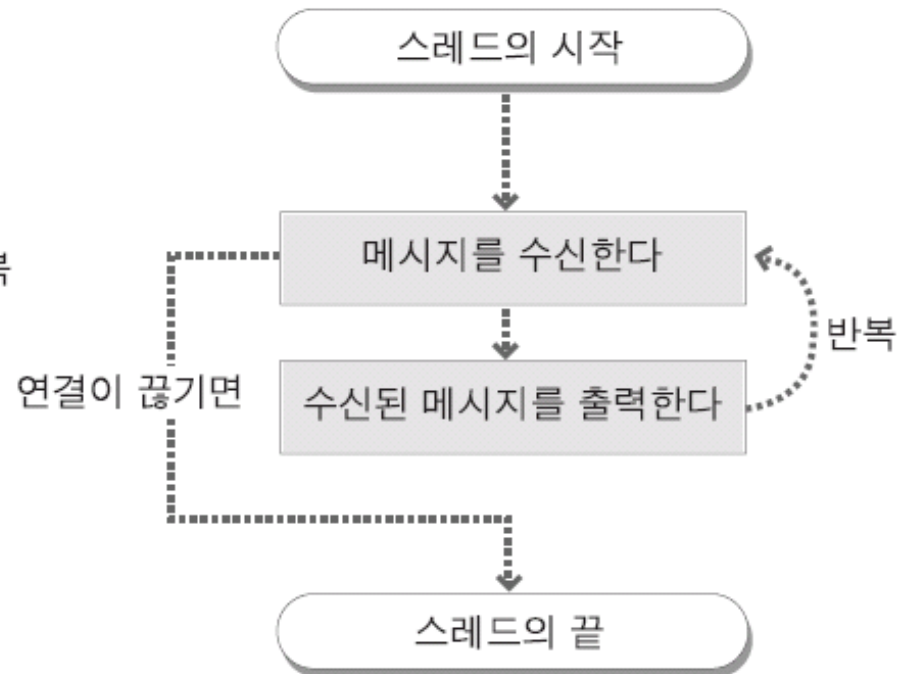 스레드의 시작
메시지를 수신한다
반복
연결이 끊기면
수신된 메시지를 출력한다
스레드의 끝